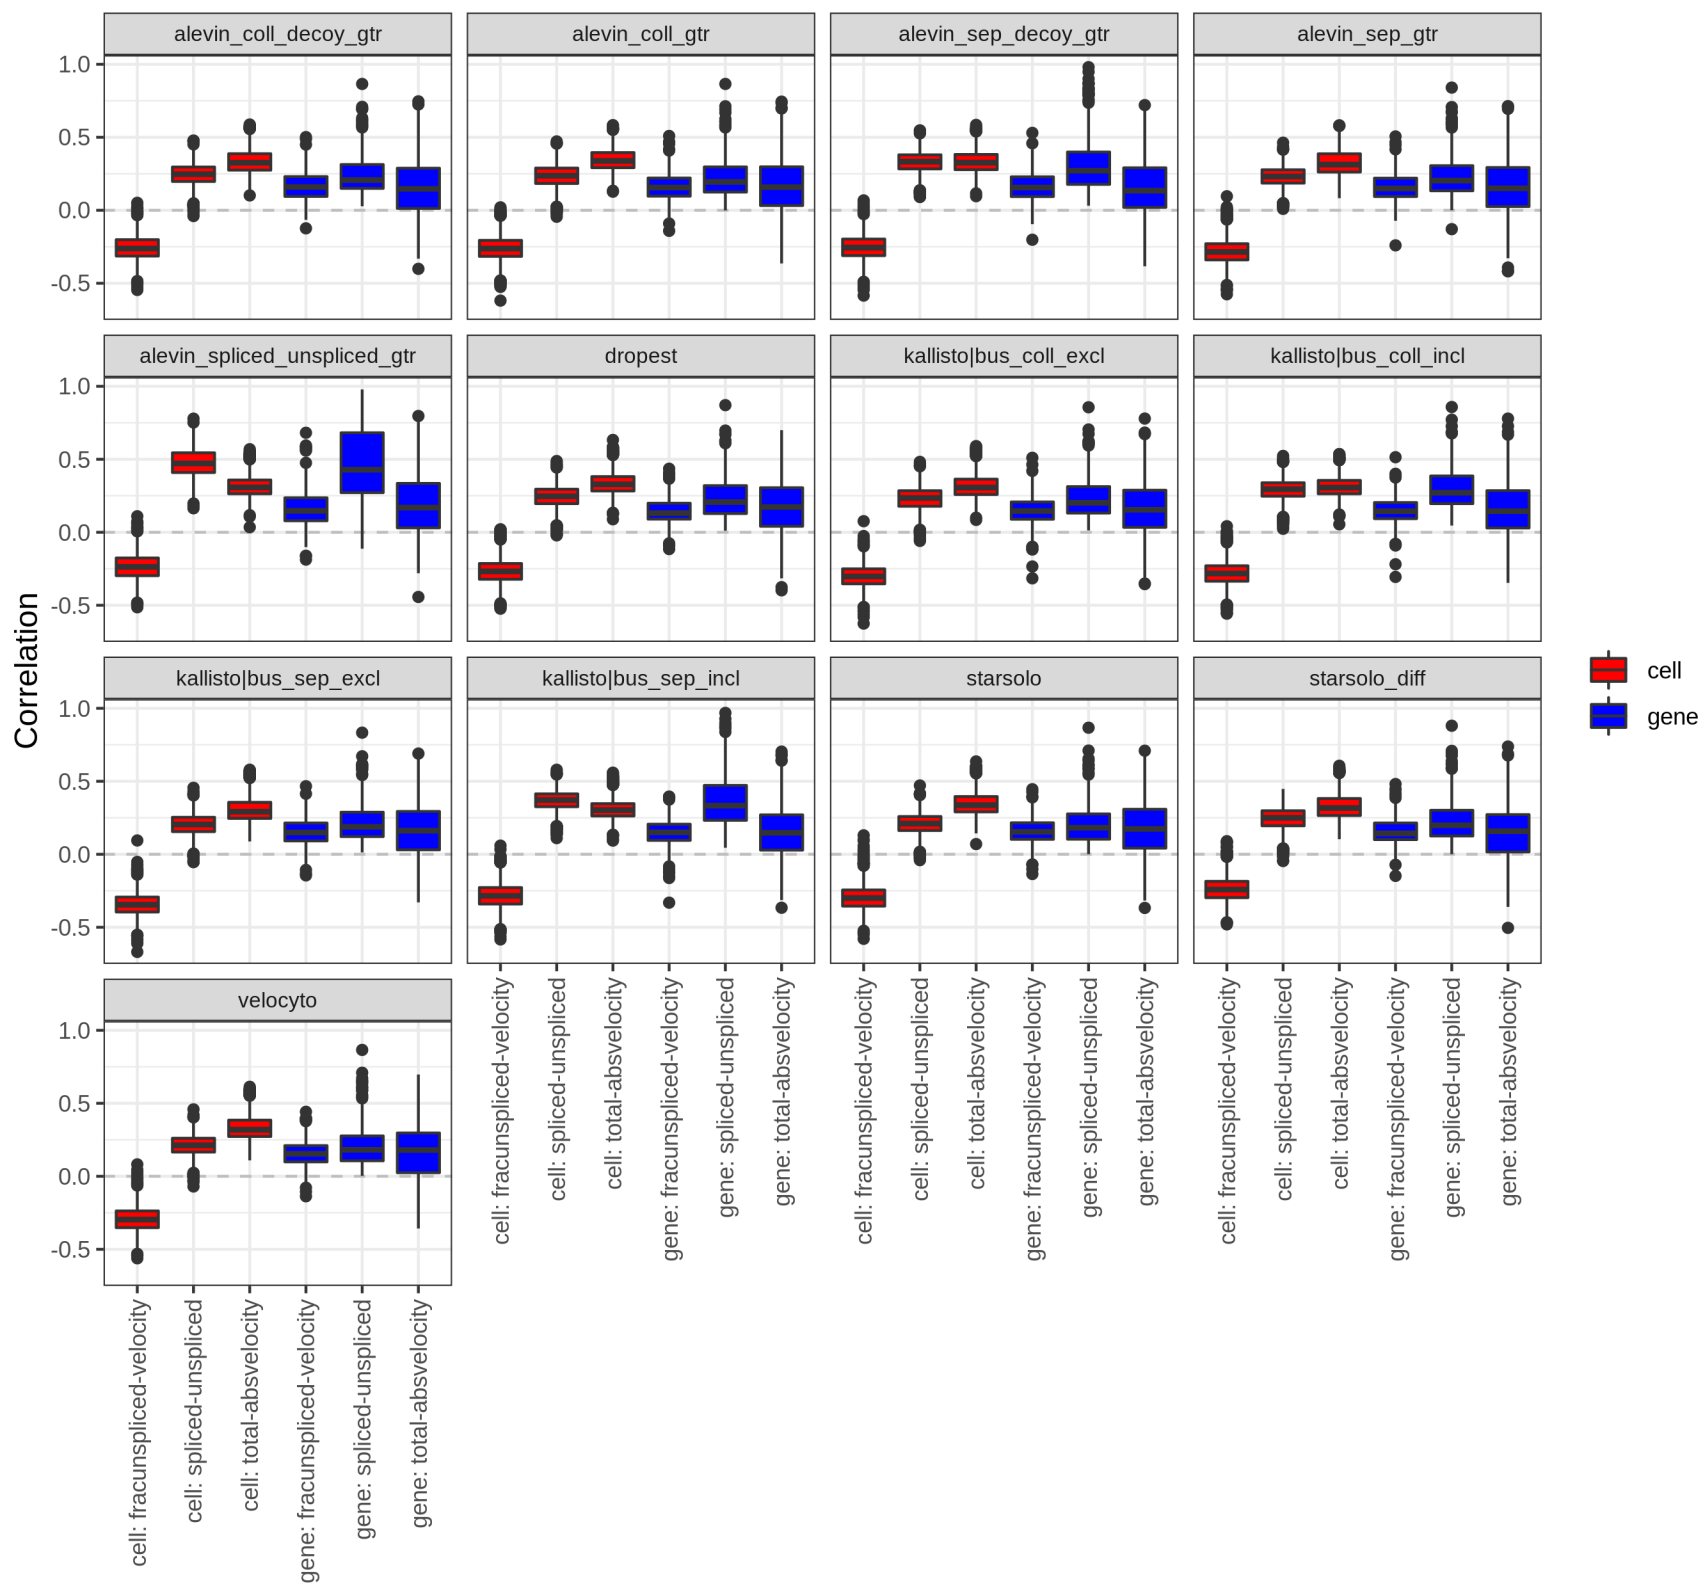 alevin_coll_decoy_gtr
alevin_coll_gtr
alevin_sep_decoy_gtr
alevin_sep_gtr
1.0
0.5
0.0
-0.5
alevin_spliced_unspliced_gtr
dropest
kallisto|bus_coll_excl
kallisto|bus_coll_incl
1.0
0.5
0.0
-0.5
Correlation
cell
gene
kallisto|bus_sep_excl
kallisto|bus_sep_incl
starsolo
starsolo_diff
1.0
0.5
0.0
-0.5
cell: fracunspliced-velocity
cell: spliced-unspliced
cell: total-absvelocity
gene: fracunspliced-velocity
gene: spliced-unspliced
gene: total-absvelocity
cell: fracunspliced-velocity
cell: spliced-unspliced
cell: total-absvelocity
gene: fracunspliced-velocity
gene: spliced-unspliced
gene: total-absvelocity
cell: fracunspliced-velocity
cell: spliced-unspliced
cell: total-absvelocity
gene: fracunspliced-velocity
gene: spliced-unspliced
gene: total-absvelocity
velocyto
1.0
0.5
0.0
-0.5
cell: fracunspliced-velocity
cell: spliced-unspliced
cell: total-absvelocity
gene: fracunspliced-velocity
gene: spliced-unspliced
gene: total-absvelocity